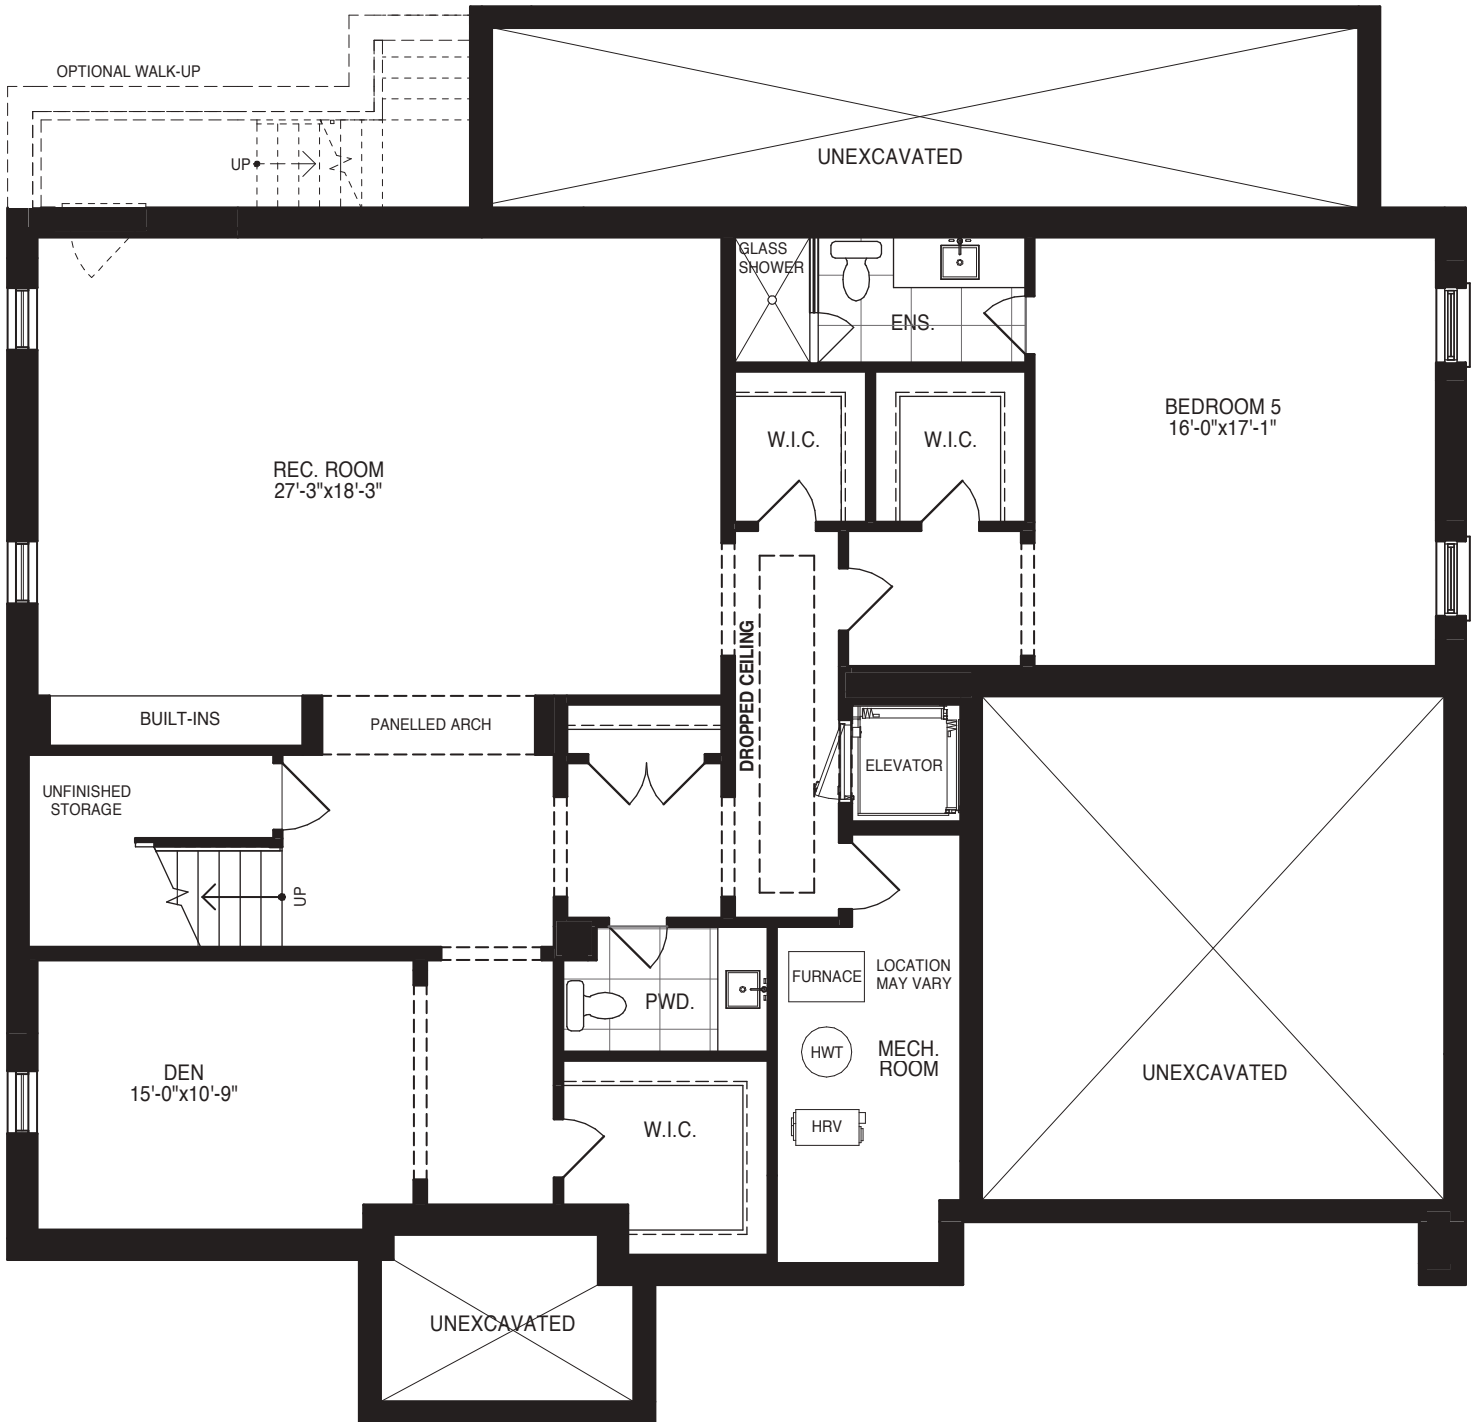 OPTIONAL WALK-UP
UP
UNEXCAVATED
GLASS
SHOWER
ENS.
BEDROOM 5
16'-0"x17'-1"
W.I.C.
W.I.C.
REC. ROOM
27'-3"x18'-3"
DROPPED CEILING
BUILT-INS
PANELLED ARCH
ELEVATOR
UNFINISHED
STORAGE
UP
FURNACE
LOCATION
MAY VARY
PWD.
HWT
MECH.
ROOM
DEN
15'-0"x10'-9"
UNEXCAVATED
W.I.C.
HRV
UNEXCAVATED